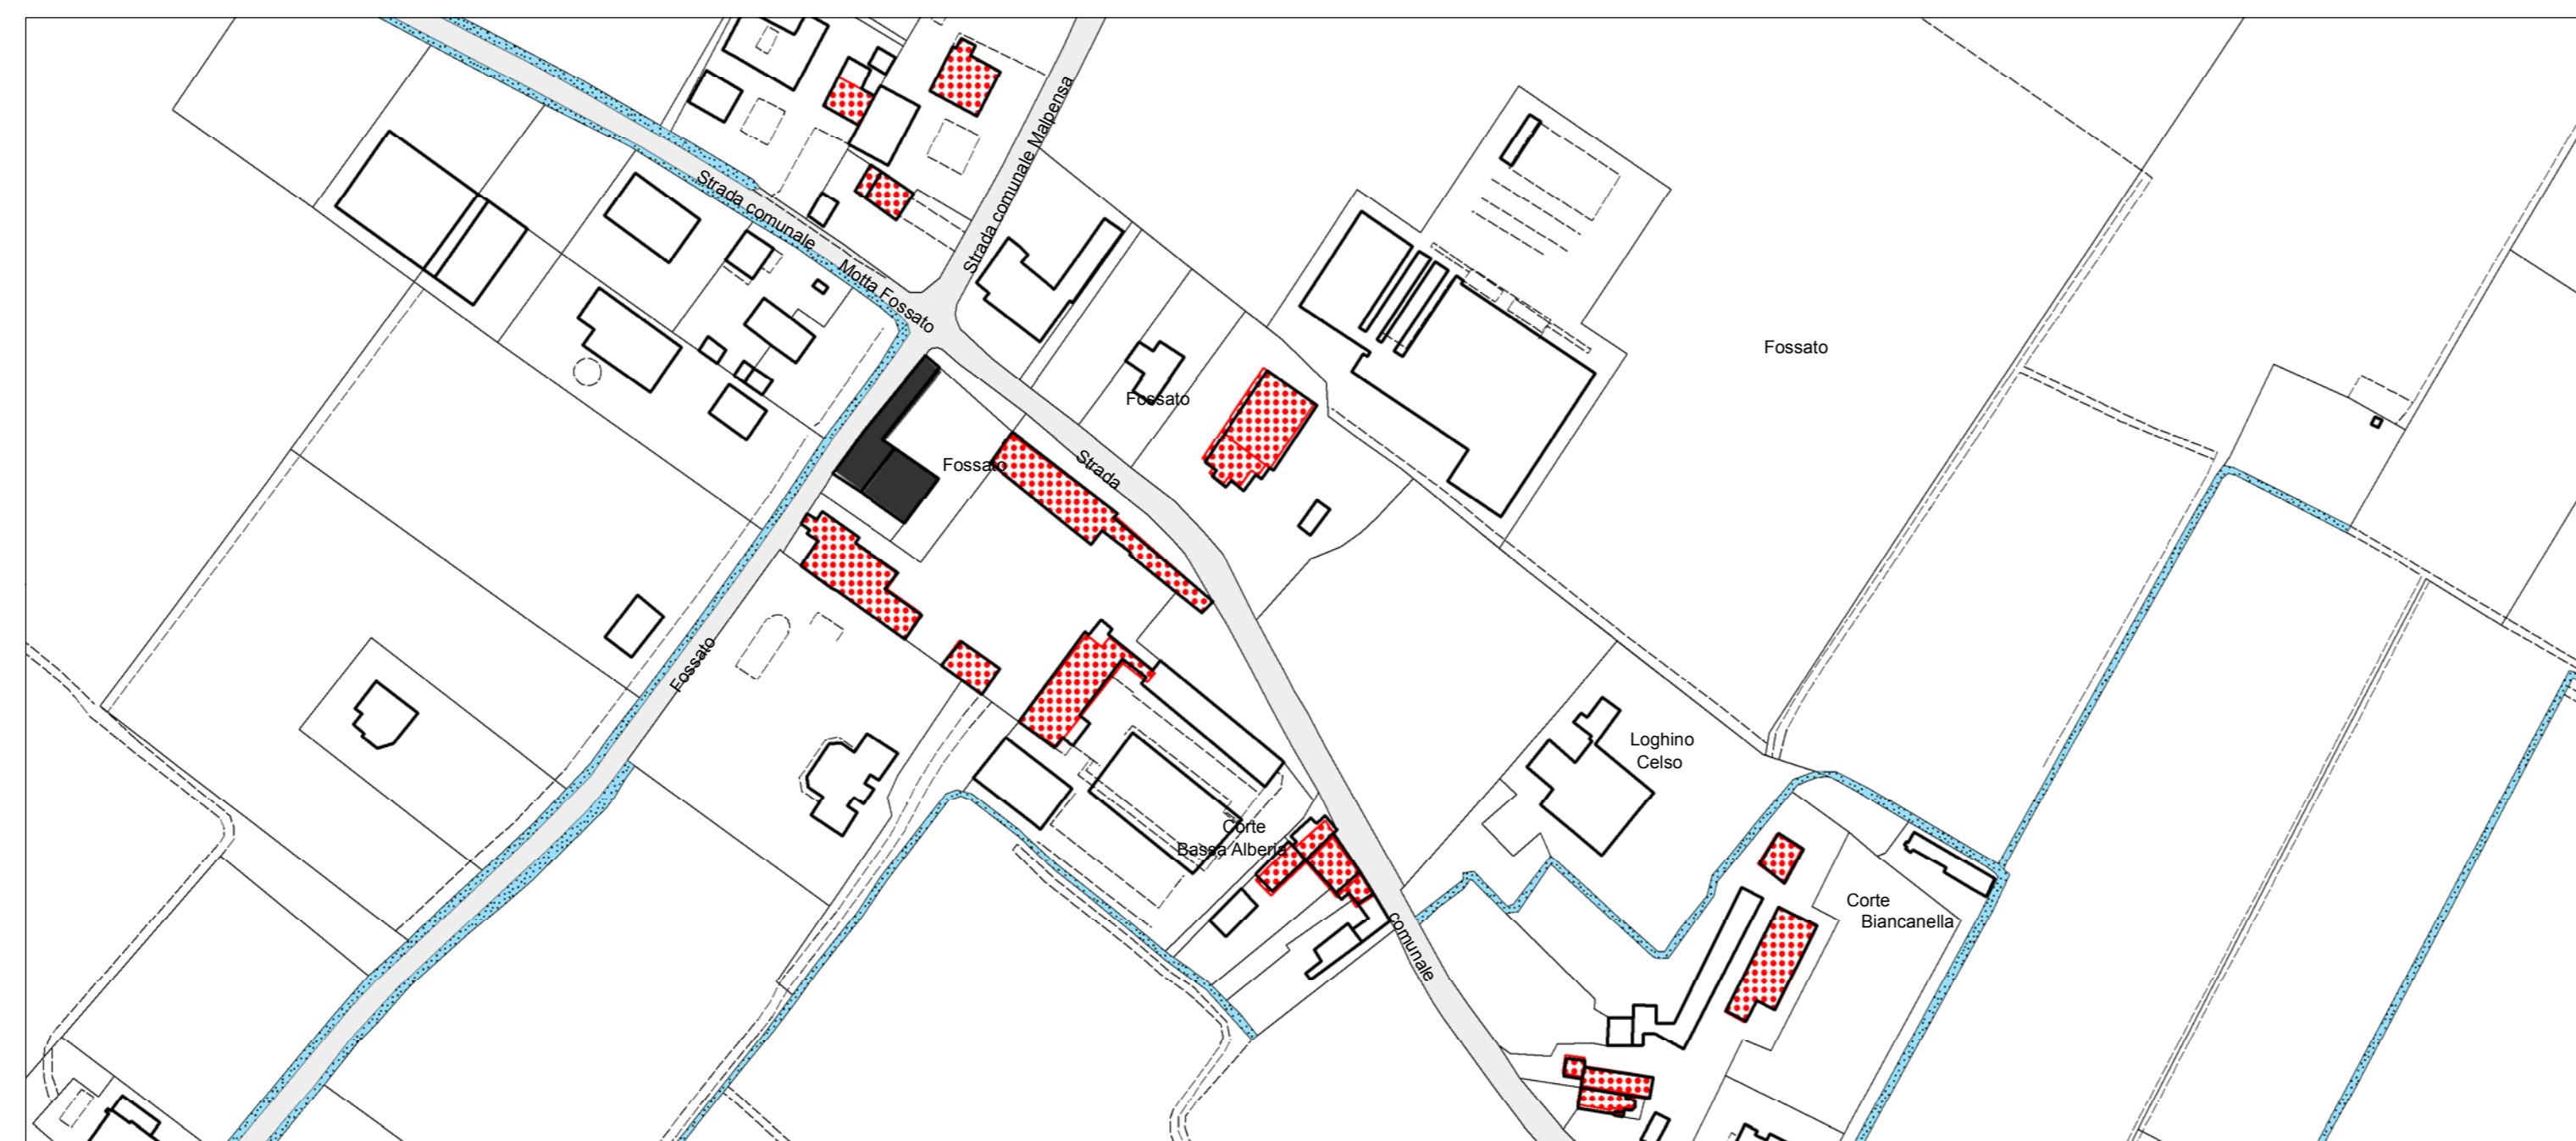 Strada comunale Malpensa
Strada comunale
Motta Fossato
Fossato
Fossato
Fossato
Strada
Fossato
Loghino
Celso
Corte
Bassa Alberia
Corte
Biancanella
comunale